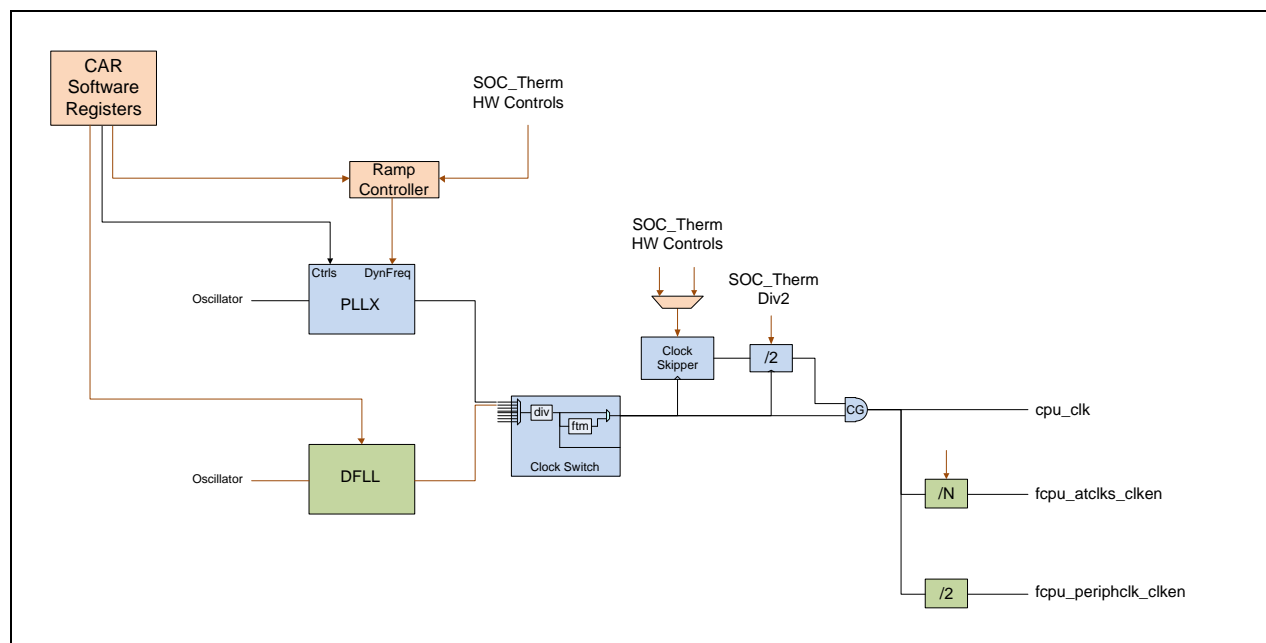 CAR
Software
Registers
SOC_Therm
HW Controls
Ramp
Controller
SOC_Therm
HW Controls
Ctrls
DynFreq
Oscillator
PLLX
SOC_Therm
Div2
Clock
Skipper
/2
div
ftm
Clock Switch
CG
cpu_clk
Oscillator
DFLL
/N
fcpu_atclks_clken
/2
fcpu_periphclk_clken